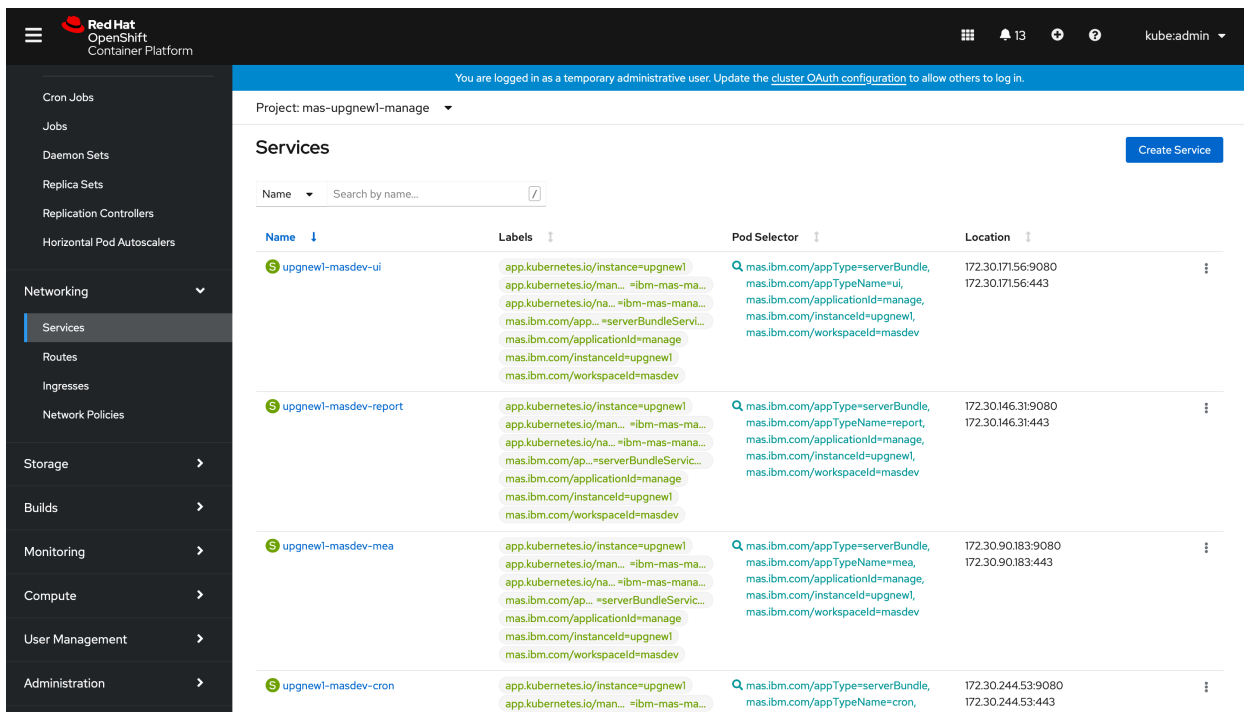 Red Hat
OpenShift
Container Platform
13
kube:admin
You are logged in as a temporary administrative user. Update the cluster OAuth configuration to allow others to log in.
Cron Jobs
Jobs
Daemon Sets
Replica Sets
Replication Controllers
Horizontal Pod Autoscalers
Networking
Services
Routes
Ingresses
Network Policies
Storage
Builds
Monitoring
Compute
User Management
Administration
Project: mas-upgnew1-manage
Services
Create Service
Name
Search by name...
/
Name
Labels
Pod Selector
Location
S upgnew1-masdev-ui
app.kubernetes.io/instance=upgnew1
app.kubernetes.io/man... =ibm-mas-ma...
app.kubernetes.io/na... =ibm-mas-mana...
mas.ibm.com/app... =serverBundleServi...
mas.ibm.com/applicationId=manage
mas.ibm.com/instanceId=upgnew1
mas.ibm.com/workspaceId=masdev
mas.ibm.com/appType=serverBundle,
mas.ibm.com/appTypeName=ui,
mas.ibm.com/applicationId=manage,
mas.ibm.com/instanceId=upgnew1,
mas.ibm.com/workspaceId=masdev
172.30.171.56:9080
172.30.171.56:443
S upgnew1-masdev-report
app.kubernetes.io/instance=upgnew1
app.kubernetes.io/man... =ibm-mas-ma...
app.kubernetes.io/na... =ibm-mas-mana...
mas.ibm.com/ap...=serverBundleServic...
mas.ibm.com/applicationId=manage
mas.ibm.com/instanceId=upgnew1
mas.ibm.com/workspaceId=masdev
mas.ibm.com/appType=serverBundle,
mas.ibm.com/appTypeName=report,
mas.ibm.com/applicationId=manage,
mas.ibm.com/instanceId=upgnew1,
mas.ibm.com/workspaceId=masdev
172.30.146.31:9080
172.30.146.31:443
S upgnew1-masdev-mea
app.kubernetes.io/instance=upgnew1
app.kubernetes.io/man... =ibm-mas-ma...
app.kubernetes.io/na... =ibm-mas-mana...
mas.ibm.com/ap... =serverBundleServic...
mas.ibm.com/applicationId=manage
mas.ibm.com/instanceId=upgnew1
mas.ibm.com/workspaceId=masdev
mas.ibm.com/appType=serverBundle,
mas.ibm.com/appTypeName=mea,
mas.ibm.com/applicationId=manage,
mas.ibm.com/instanceId=upgnew1,
mas.ibm.com/workspaceId=masdev
172.30.90.183:9080
172.30.90.183:443
S upgnew1-masdev-cron
app.kubernetes.io/instance=upgnew1
app.kubernetes.io/man... =ibm-mas-ma...
mas.ibm.com/appType=serverBundle,
mas.ibm.com/appTypeName=cron,
172.30.244.53:9080
172.30.244.53:443